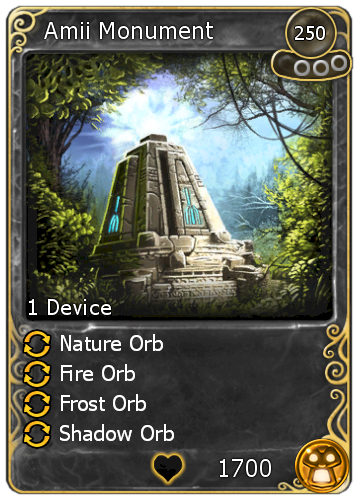 Amii Monument
250
1 Device
Nature Orb
Fire Orb
Frost Orb
Shadow Orb
1700